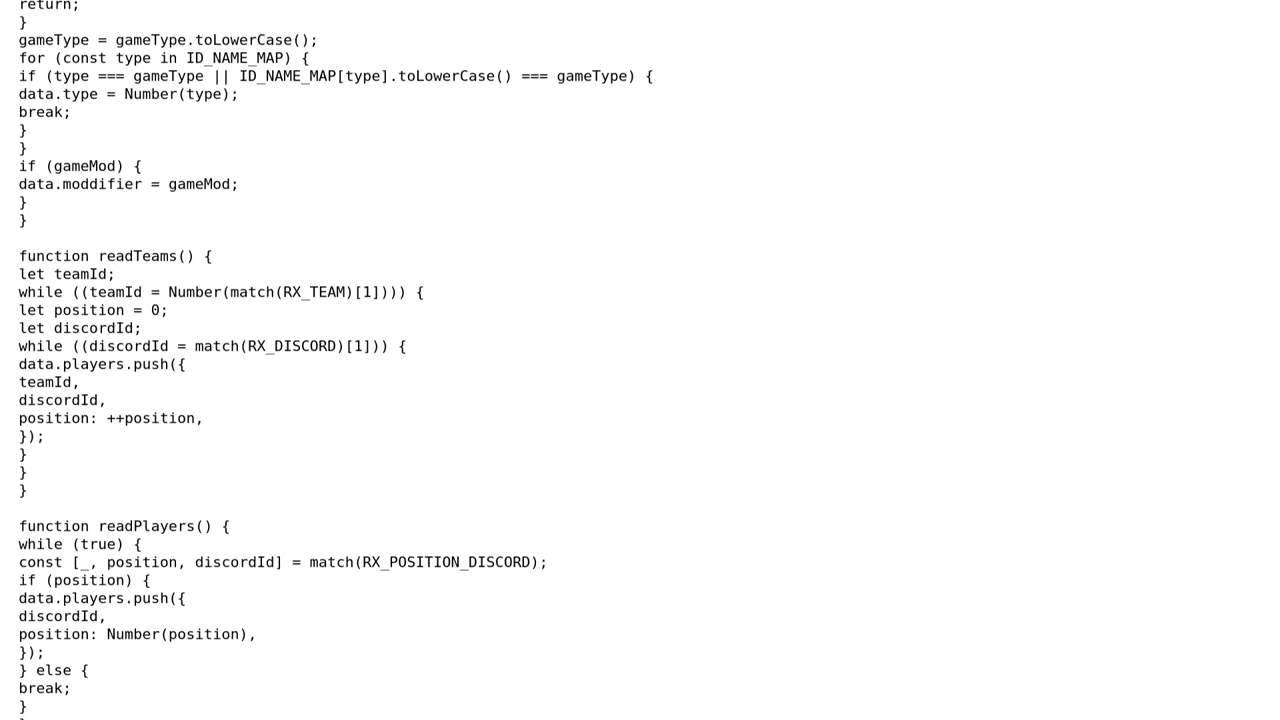 return;
}
gameType = gameType.toLowerCase();
for (const type in ID_NAME_MAP) {
if (type === gameType || ID_NAME_MAP[type].toLowerCase() === gameType) {
data.type = Number(type);
break;
}
}
if (gameMod) {
data.moddifier = gameMod;
}
}

function readTeams() {
let teamId;
while ((teamId = Number(match(RX_TEAM)[1]))) {
let position = 0;
let discordId;
while ((discordId = match(RX_DISCORD)[1])) {
data.players.push({
teamId,
discordId,
position: ++position,
});
}
}
}

function readPlayers() {
while (true) {
const [_, position, discordId] = match(RX_POSITION_DISCORD);
if (position) {
data.players.push({
discordId,
position: Number(position),
});
} else {
break;
}
}